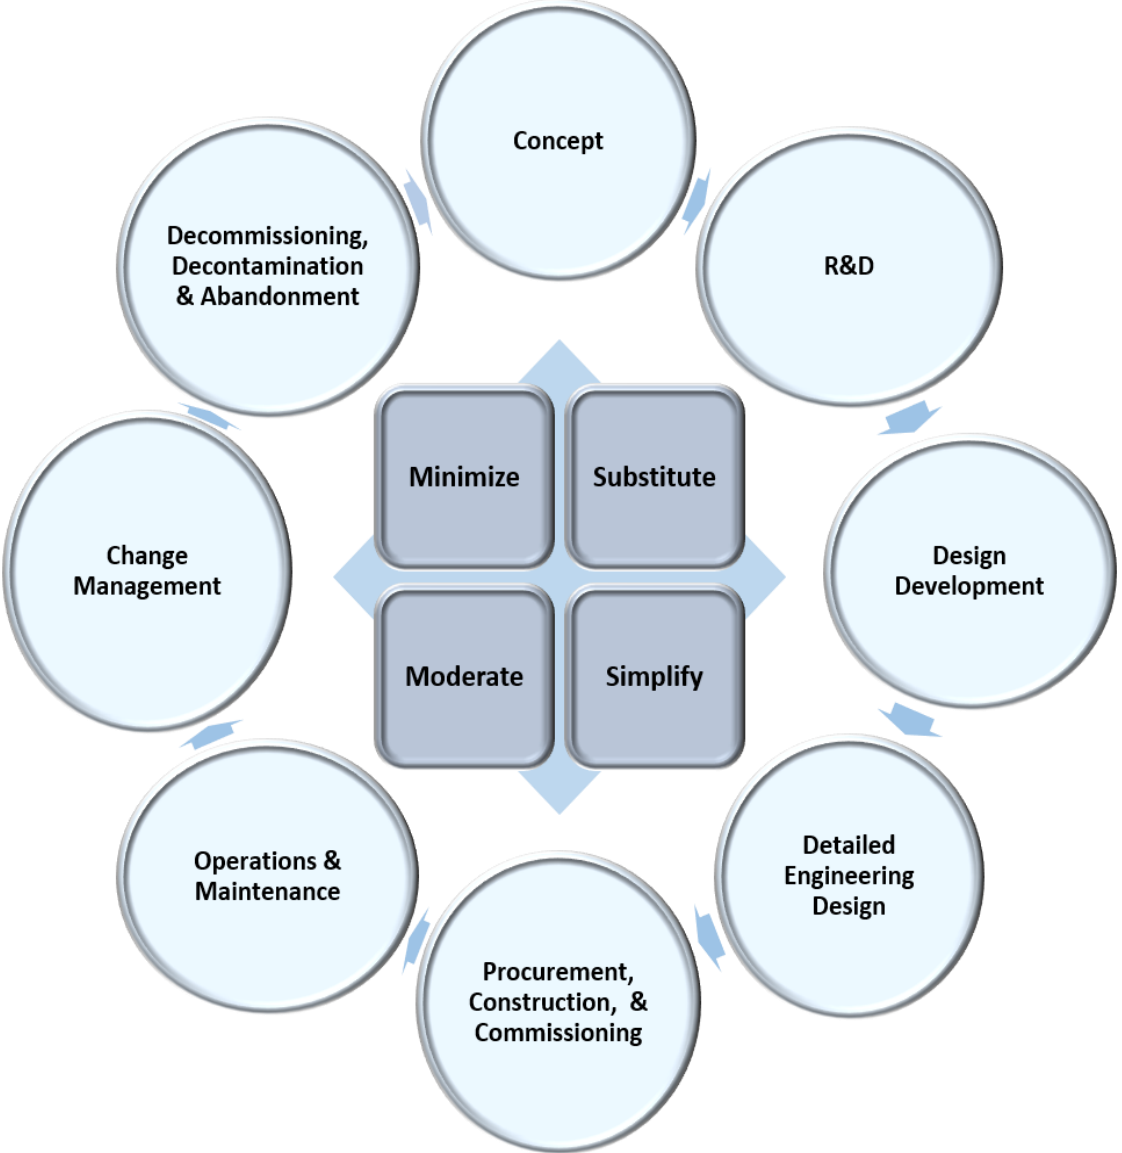 Concept
R&D
Design
Development
Detailed
Engineering
Design
Procurement,
Construction,  &
Commissioning
Operations &
Maintenance
Change
Management
Decommissioning,
Decontamination
& Abandonment
Minimize
Substitute
Moderate
Simplify